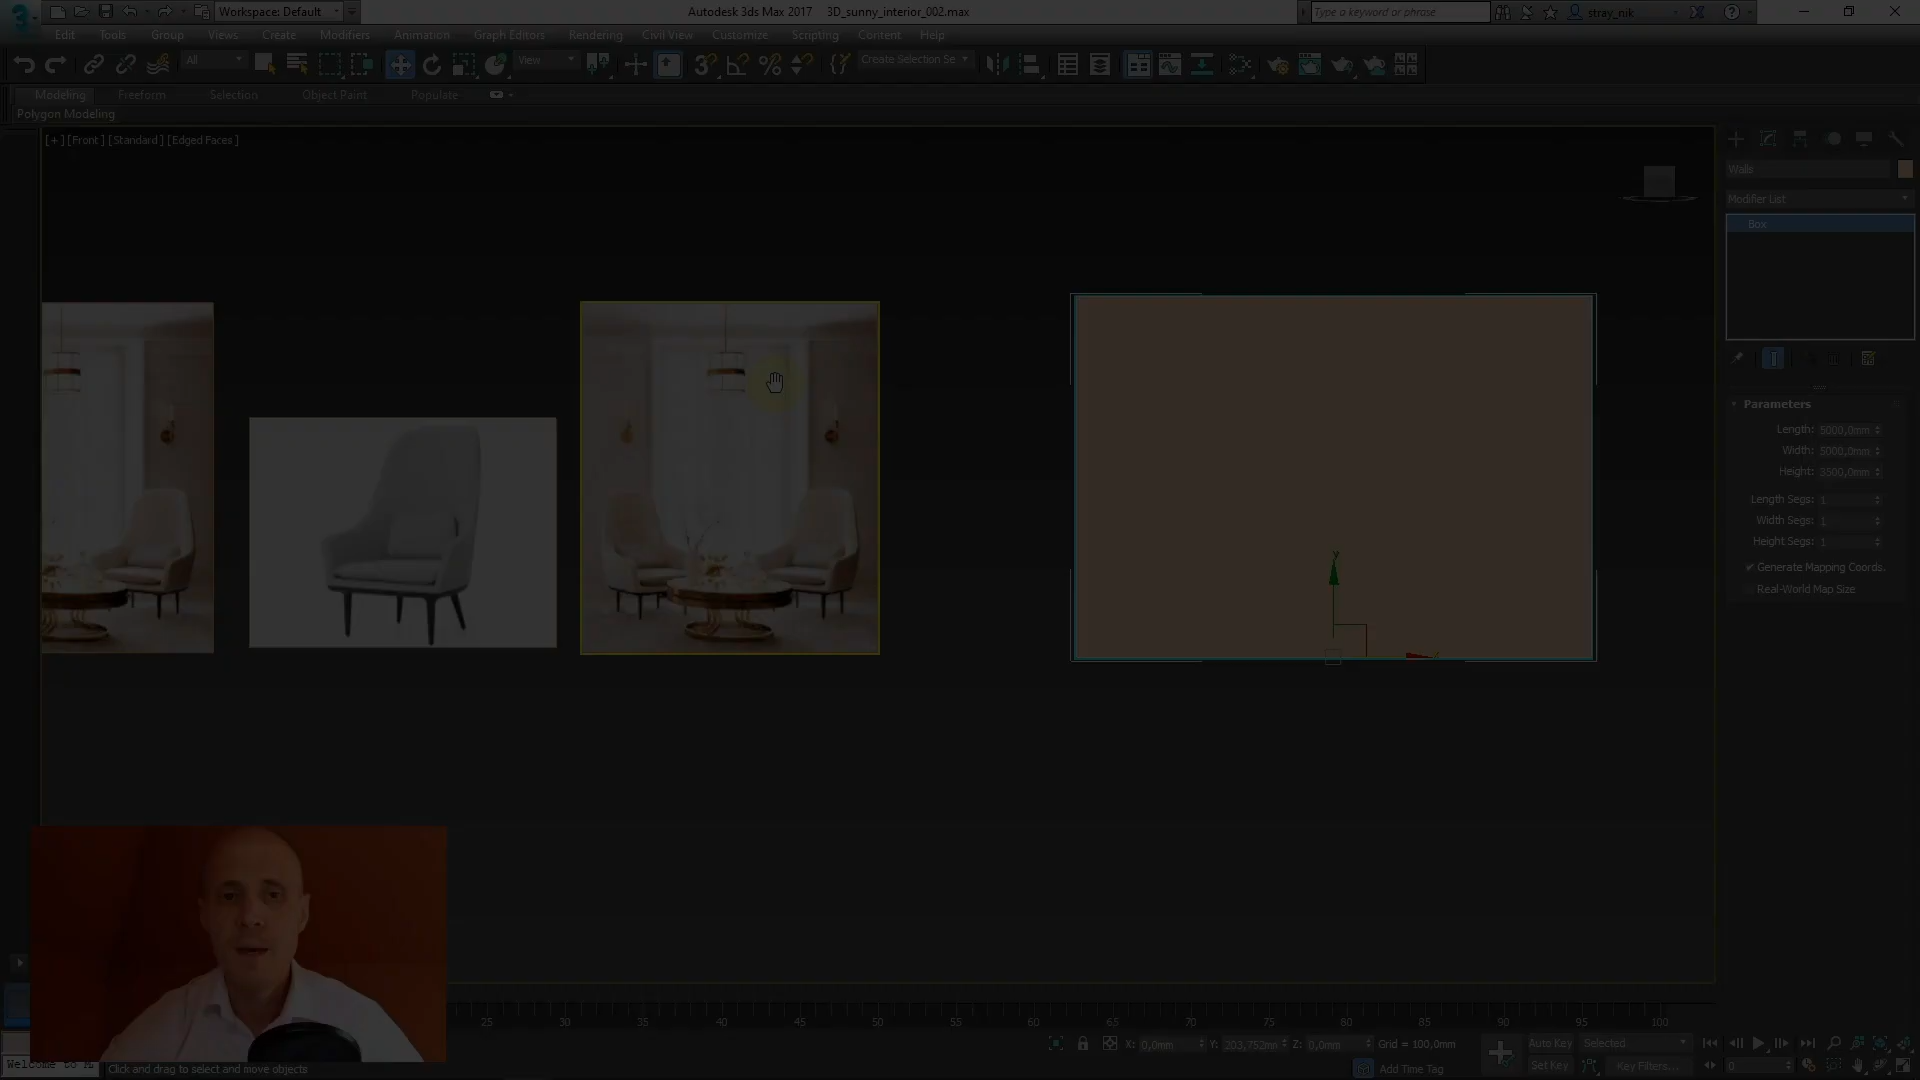 Workspace: Default
Autodesk 3ds Max 2017 3D_sunny_interior_002.max
Type a keyword or phrase
stray_nik
Edit Tools Group Views Create Modifiers Animation Graph Editors Rendering Civil View Customize Scripting Content Help
All
View
Create Selection Se
Modeling Freeform Selection Object Paint Populate
Polygon Modeling
[+] [Front] [Standard] [Edged Faces]
Walls
Modifier List
Box
Parameters
Length: 5000,0mm
Width: 5000,0mm
Height: 3500,0mm
Length Segs: 1
Width Segs: 1
Height Segs: 1
Generate Mapping Coords.
Real-World Map Size
Y
25 30 35 40 45 50 55 60 65 70 75 80 85 90 95 100
X: 0,0mm Y: 203,752mm Z: 0,0mm Grid = 100,0mm
Auto Key Selected
Welcome to M
Click and drag to select and move objects
Add Time Tag
Set Key Key Filters... 0